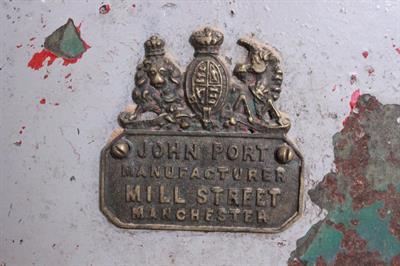 JOHN PORT
MANUFACTURER
MILL STREET
MANCHESTER